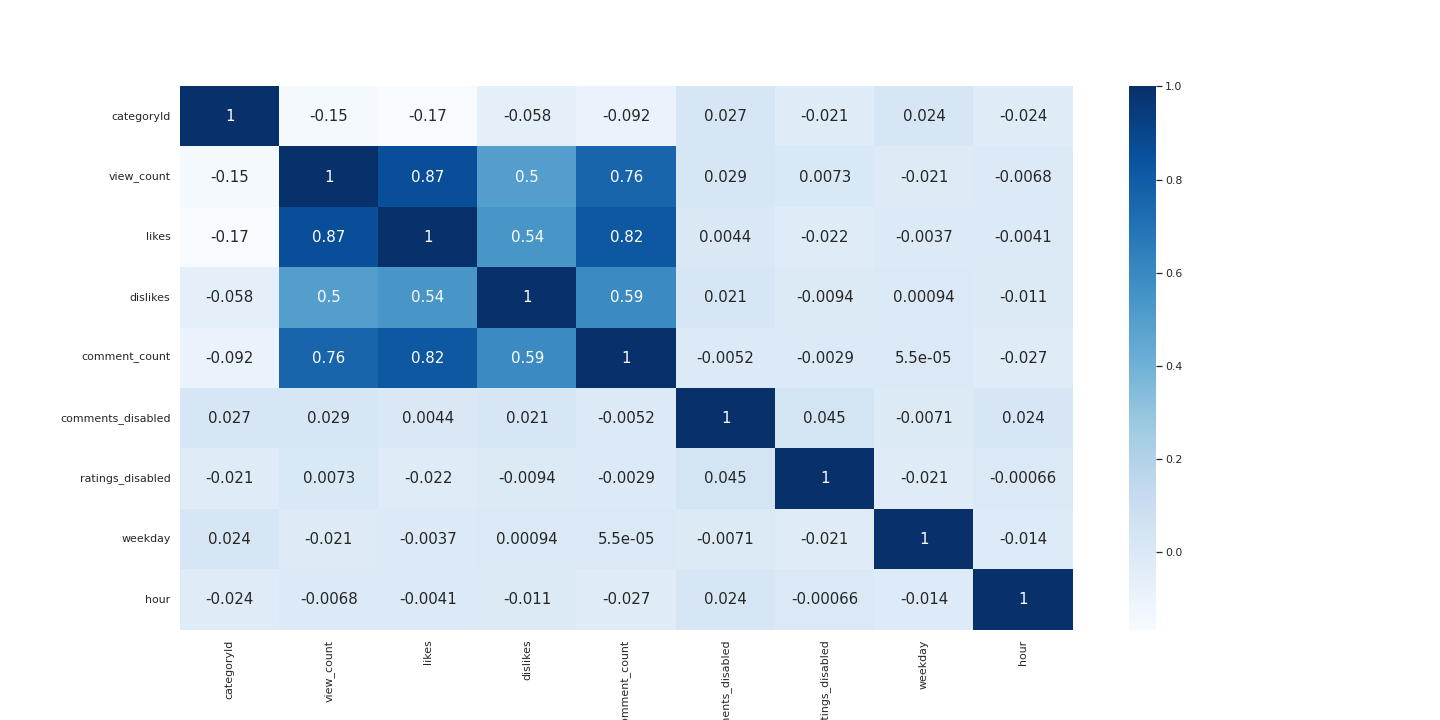 categoryId 1 -0.15 -0.17 -0.058 -0.092 0.027 -0.021 0.024 -0.024
view_count -0.15 1 0.87 0.5 0.76 0.029 0.0073 -0.021 -0.0068
likes -0.17 0.87 1 0.54 0.82 0.0044 -0.022 -0.0037 -0.0041
dislikes -0.058 0.5 0.54 1 0.59 0.021 -0.0094 0.00094 -0.011
comment_count -0.092 0.76 0.82 0.59 1 -0.0052 -0.0029 5.5e-05 -0.027
comments_disabled 0.027 0.029 0.0044 0.021 -0.0052 1 0.045 -0.0071 0.024
ratings_disabled -0.021 0.0073 -0.022 -0.0094 -0.0029 0.045 1 -0.021 -0.00066
weekday 0.024 -0.021 -0.0037 0.00094 5.5e-05 -0.0071 -0.021 1 -0.014
hour -0.024 -0.0068 -0.0041 -0.011 -0.027 0.024 -0.00066 -0.014 1
categoryId
view_count
likes
dislikes
omment_count
ents_disabled
tings_disabled
weekday
hour
1.0
0.8
0.6
0.4
0.2
0.0